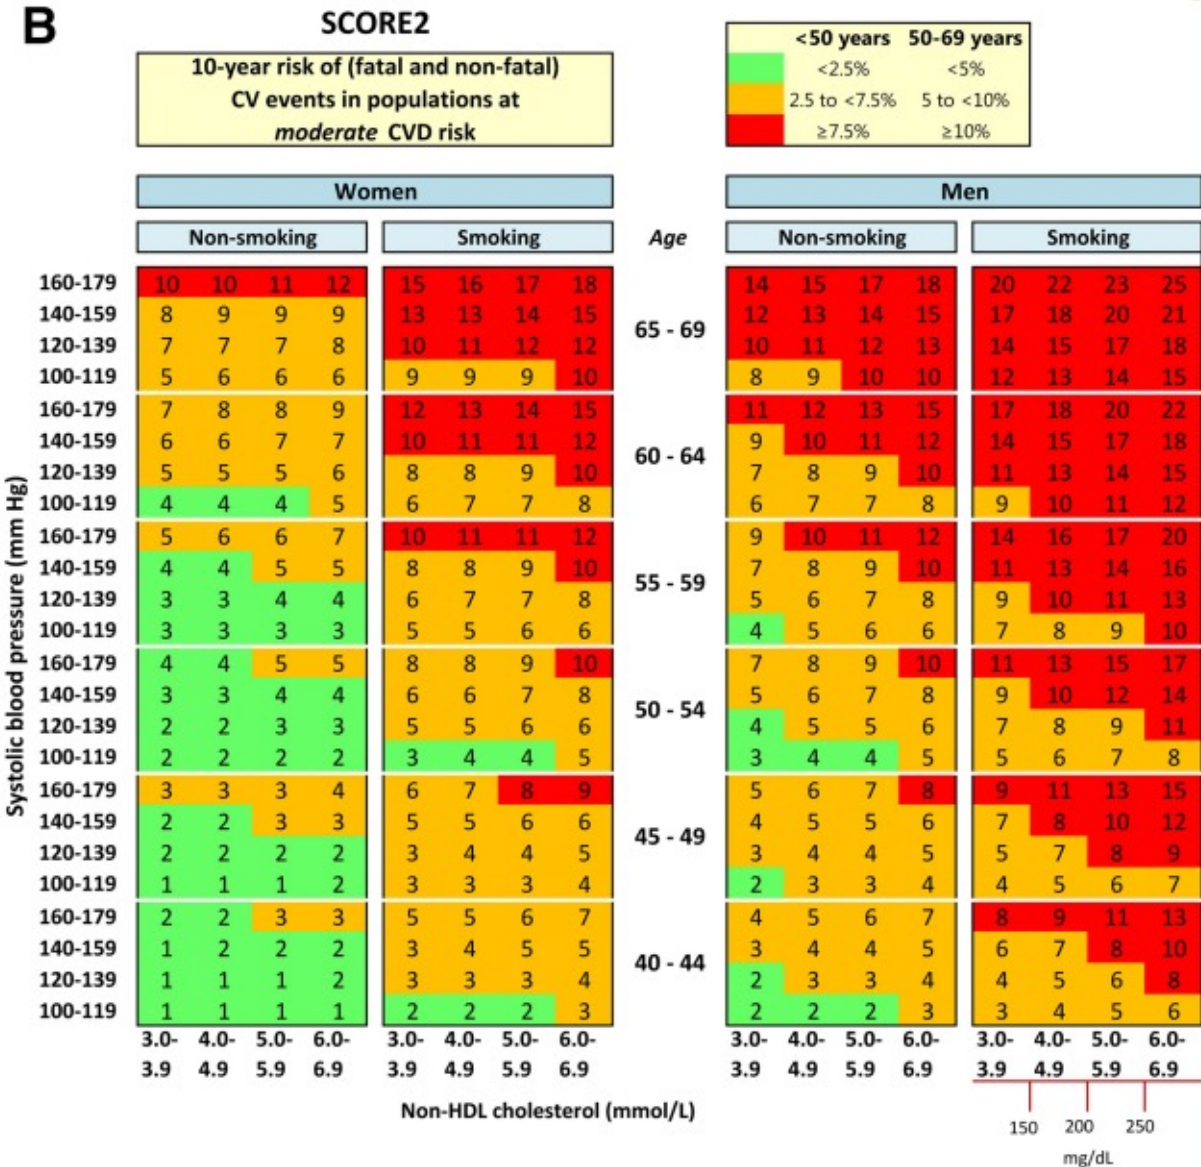 B
SCORE2
10-year risk of (fatal and non-fatal)
CV events in populations at
moderate CVD risk
<50 years 50-69 years
<2.5% <5%
2.5 to <7.5% 5 to <10%
≥7.5% ≥10%
Women Men
Non-smoking Smoking Age Non-smoking Smoking
Systolic blood pressure (mm Hg)
160-179 10 10 11 12 15 16 17 18 14 15 17 18 20 22 23 25
140-159 8 9 9 9 13 13 14 15 12 13 14 15 17 18 20 21
65 - 69
120-139 7 7 7 8 10 11 12 12 10 11 12 13 14 15 17 18
100-119 5 6 6 6 9 9 9 10 8 9 10 10 12 13 14 15
160-179 7 8 8 9 12 13 14 15 11 12 13 15 17 18 20 22
140-159 6 6 7 7 10 11 11 12 9 10 11 12 14 15 17 18
60 - 64
120-139 5 5 5 6 8 8 9 10 7 8 9 10 11 13 14 15
100-119 4 4 4 5 6 7 7 8 6 7 7 8 9 10 11 12
160-179 5 6 6 7 10 11 11 12 9 10 11 12 14 16 17 20
140-159 4 4 5 5 8 8 9 10 7 8 9 10 11 13 14 16
55 - 59
120-139 3 3 4 4 6 7 7 8 5 6 7 8 9 10 11 13
100-119 3 3 3 3 5 5 6 6 4 5 6 6 7 8 9 10
160-179 4 4 5 5 8 8 9 10 7 8 9 10 11 13 15 17
140-159 3 3 4 4 6 6 7 8 5 6 7 8 9 10 12 14
50 - 54
120-139 2 2 3 3 5 5 6 6 4 5 5 6 7 8 9 11
100-119 2 2 2 2 3 4 4 5 3 4 4 5 5 6 7 8
160-179 3 3 3 4 6 7 8 9 5 6 7 8 9 11 13 15
140-159 2 2 3 3 5 5 6 6 4 5 5 6 7 8 10 12
45 - 49
120-139 2 2 2 2 3 4 4 5 3 4 4 5 5 7 8 9
100-119 1 1 1 2 3 3 3 4 2 3 3 4 4 5 6 7
160-179 2 2 3 3 5 5 6 7 4 5 6 7 8 9 11 13
140-159 1 2 2 2 3 4 5 5 3 4 4 5 6 7 8 10
40 - 44
120-139 1 1 1 2 3 3 3 4 2 3 3 4 4 5 6 8
100-119 1 1 1 1 2 2 2 3 2 2 2 3 3 4 5 6
3.0- 4.0- 5.0- 6.0- 3.0- 4.0- 5.0- 6.0- 3.0- 4.0- 5.0- 6.0- 3.0- 4.0- 5.0- 6.0-
3.9 4.9 5.9 6.9 3.9 4.9 5.9 6.9 3.9 4.9 5.9 6.9 3.9 4.9 5.9 6.9
Non-HDL cholesterol (mmol/L)
150 200 250
mg/dL